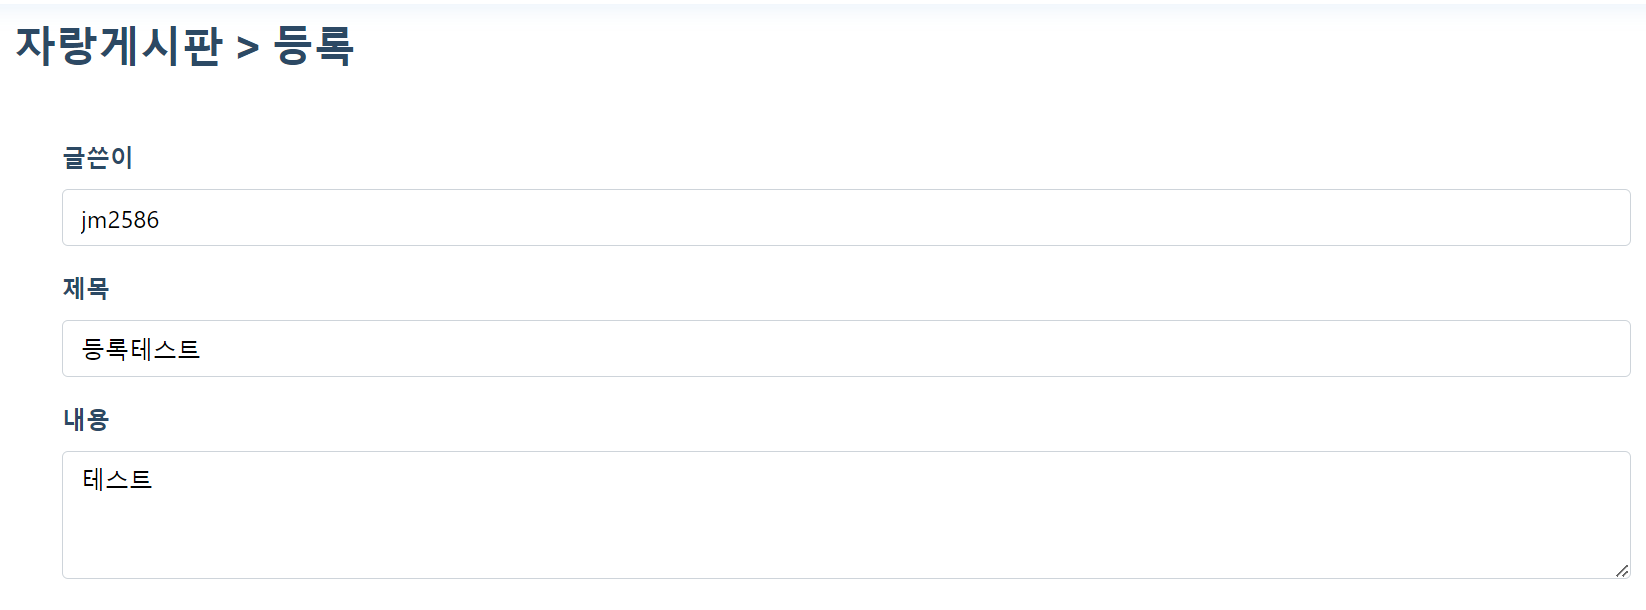 자랑게시판 > 등록
글쓴이
jm2586
제목
등록테스트
내용
테스트